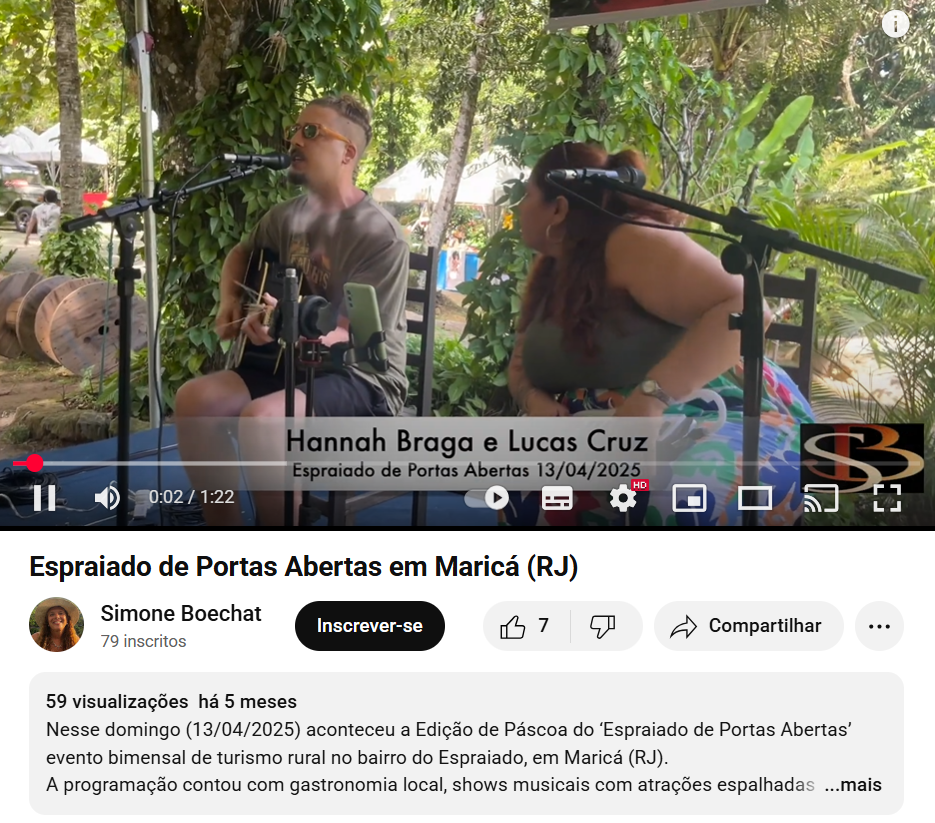 Hannah Braga e Lucas Cruz
Espraiado de Portas Abertas 13/04/2025
0:02 / 1:22
HD
Espraiado de Portas Abertas em Maricá (RJ)
Simone Boechat
79 inscritos
Inscrever-se
7
Compartilhar
59 visualizações há 5 meses
Nesse domingo (13/04/2025) aconteceu a Edição de Páscoa do ‘Espraiado de Portas Abertas’
evento bimensal de turismo rural no bairro do Espraiado, em Maricá (RJ).
A programação contou com gastronomia local, shows musicais com atrações espalhadas ...mais